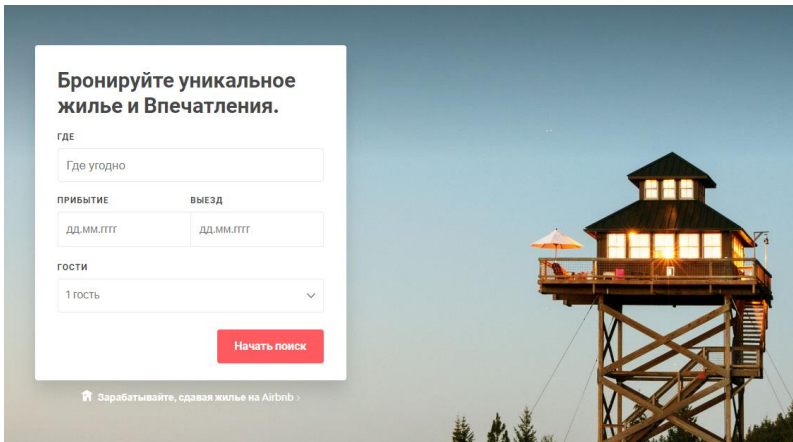 Бронируйте уникальное
жилье и Впечатления.
ГДЕ
Где угодно
ПРИБЫТИЕ ВЫЕЗД
дд.мм.гггг дд.мм.гггг
ГОСТИ
1 гость
Начать поиск
Зарабатывайте, сдавая жилье на Airbnb ›